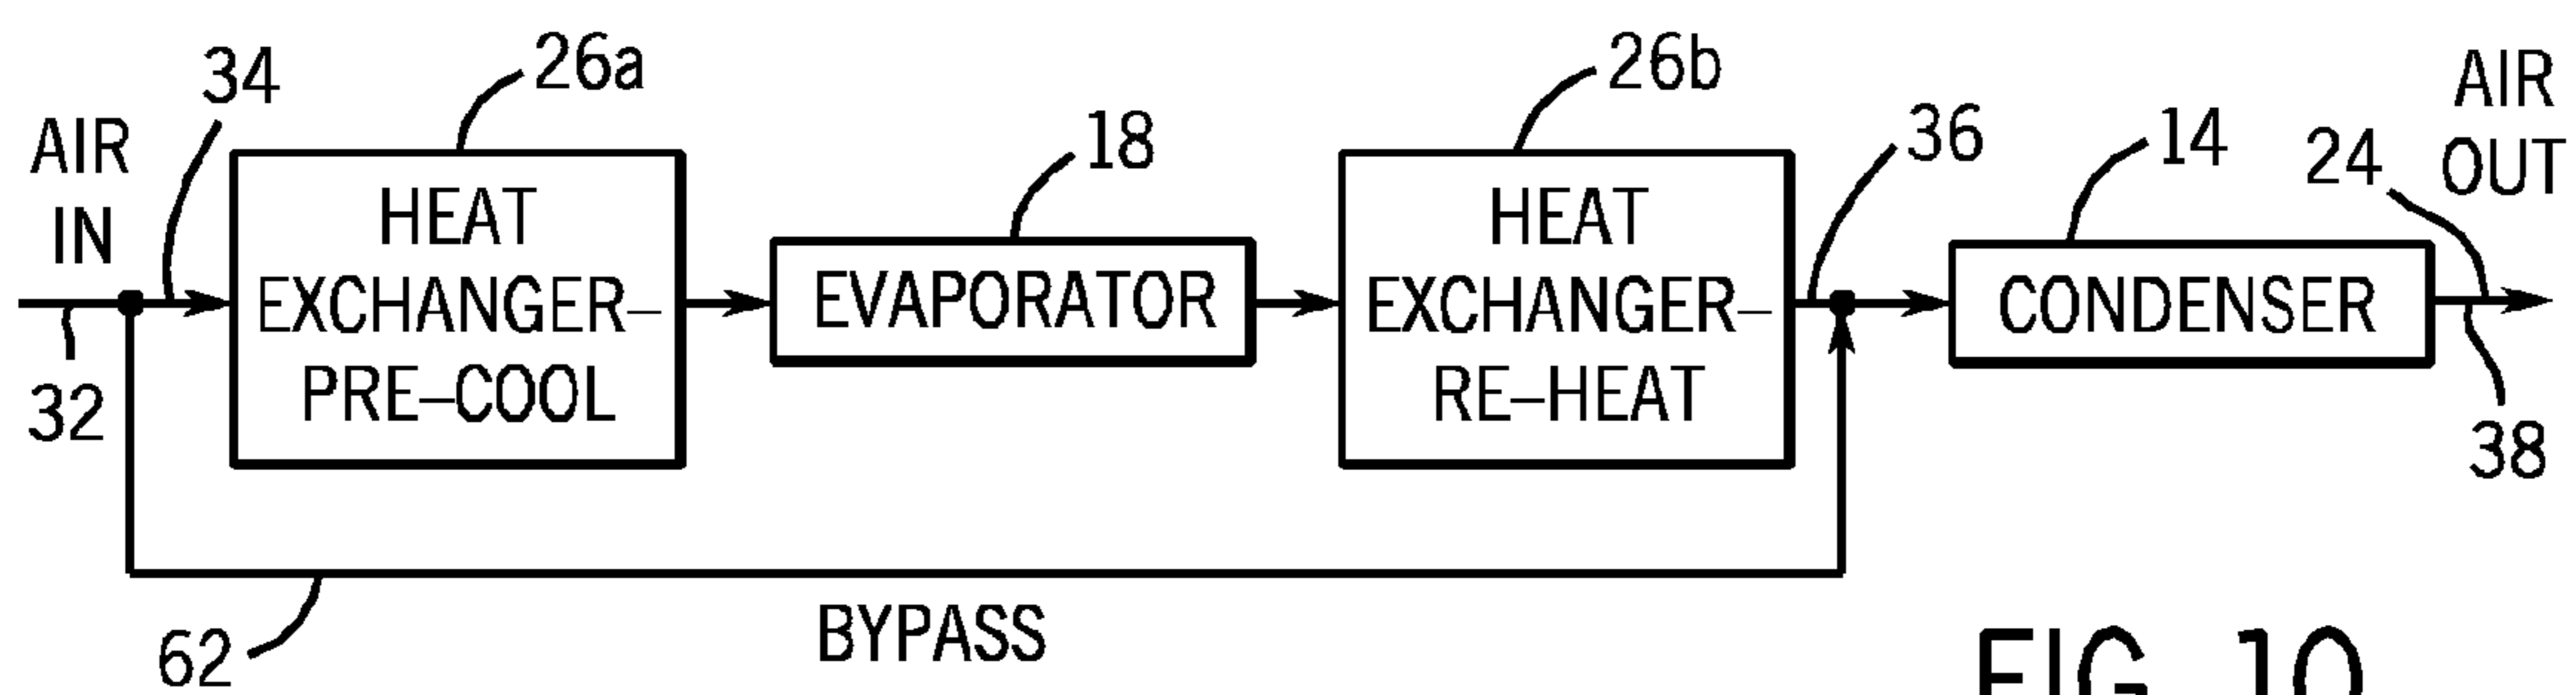 34
26a
26b
AIR
IN
18
36
14
24
AIR
OUT
HEAT
EXCHANGER–
PRE–COOL
EVAPORATOR
HEAT
EXCHANGER–
RE–HEAT
CONDENSER
32
38
62
BYPASS
FIG. 10